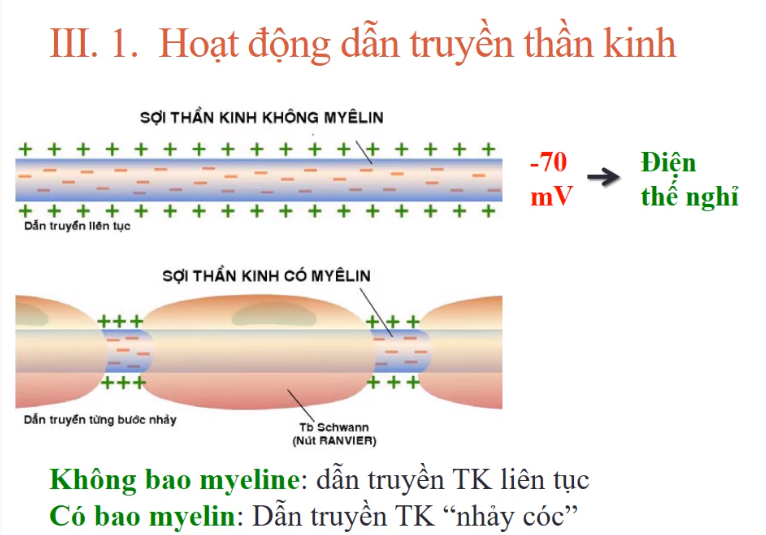 III. 1. Hoạt động dẫn truyền thần kinh
SỢI THẦN KINH KHÔNG MYÊLIN
-70
mV
Điện
thế nghỉ
Dẫn truyền liên tục
SỢI THẦN KINH CÓ MYÊLIN
Dẫn truyền từng bước nhảy
Tb Schwann
(Nút RANVIER)
Không bao myeline: dẫn truyền TK liên tục
Có bao myelin: Dẫn truyền TK “nhảy cóc”